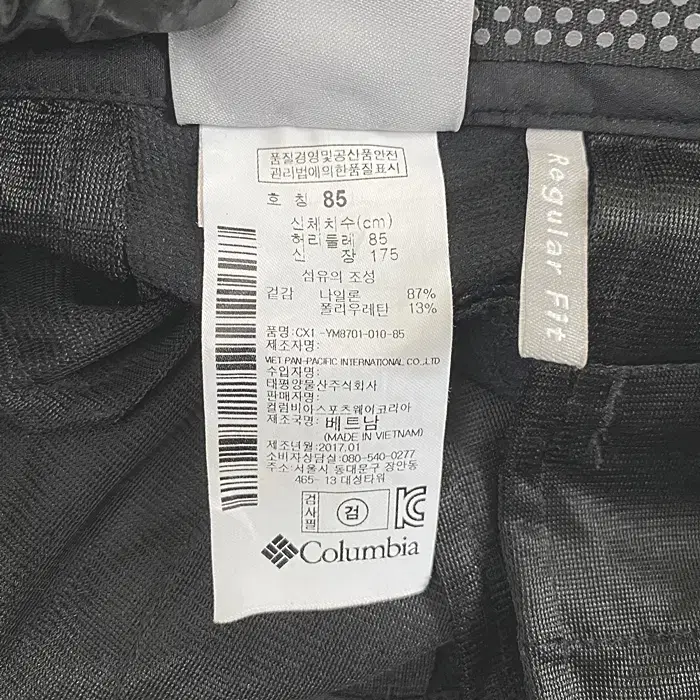 품질경영및공산품안전
관리법에의한품질표시
호 칭 85
신체치수(cm)
허리둘레 85
신 장 175
섬유의 조성
겉감 나일론 87%
폴리우레탄 13%
품명:CX1-YM8701-010-85
제조자명:
VIET PAN-PACIFIC INTERNATIONAL CO.,LTD
수입자명:
태평양물산주식회사
판매자명:
컬럼비아스포츠웨어코리아
제조국명: 베트남
(MADE IN VIETNAM)
제조년월:2017.01
소비자상담실:080-540-0277
주소:서울시 동대문구 장안동
465-13 대성타워
검사필 검
Columbia
Regular Fit